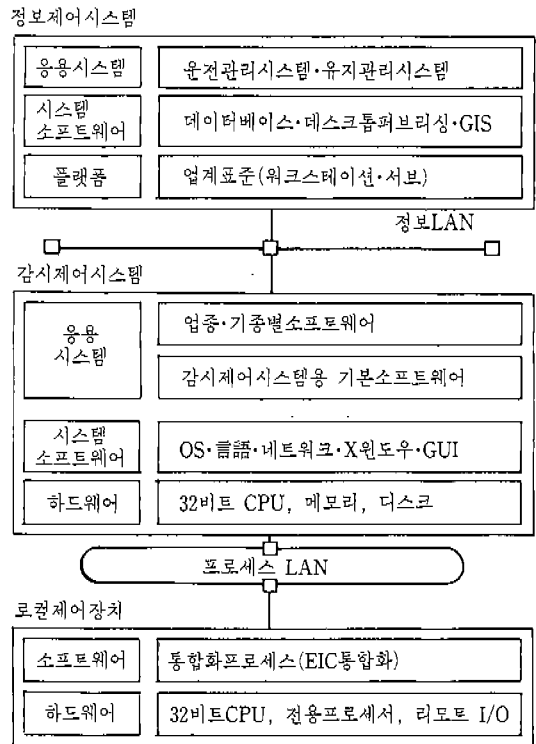 정보제어시스템
응용시스템
운전관리시스템·유지관리시스템
시스템
소프트웨어
데이터베이스·데스크톱퍼브리싱·GIS
플랫폼
업계표준(워크스테이션·서브)
정보LAN
감시제어시스템
응용
시스템
업종·기종별소프트웨어
감시제어시스템용 기본소프트웨어
시스템
소프트웨어
OS·言語·네트워크·X윈도우·GUI
하드웨어
32비트 CPU, 메모리, 디스크
프로세스 LAN
로컬제어장치
소프트웨어
통합화프로세스(EIC통합화)
하드웨어
32비트CPU, 전용프로세서, 리모트 I/O